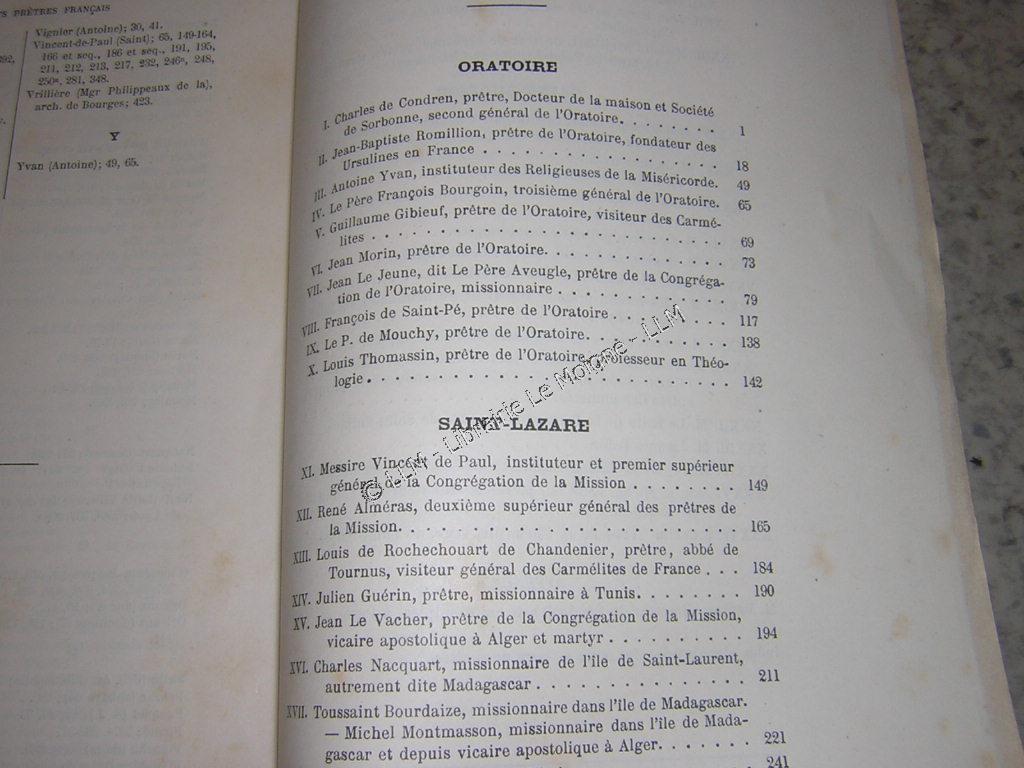 TS PRÊTRES FRANÇAIS
Vignier (Antoine); 30, 41.
Vincent-de-Paul (Saint); 65, 149-164,
166 et seq., 186 et seq., 191, 195,
211, 212, 213, 217, 232, 246ⁿ, 248,
250ⁿ, 281, 348.
Vrillière (Mgr Philippeaux de la),
arch. de Bourges; 423.
Y
Yvan (Antoine); 49, 65.
ORATOIRE
I. Charles de Condren, prêtre, Docteur de la maison et Société
de Sorbonne, second général de l'Oratoire. . . . . . . . 1
II. Jean-Baptiste Romillion, prêtre de l'Oratoire, fondateur des
Ursulines en France . . . . . . . . . . . . . . . . . 18
III. Antoine Yvan, instituteur des Religieuses de la Miséricorde. 49
IV. Le Père François Bourgoin, troisième général de l'Oratoire. 65
V. Guillaume Gibieuf, prêtre de l'Oratoire, visiteur des Carmé-
lites . . . . . . . . . . . . . . . . . . . . . . . . 69
VI. Jean Morin, prêtre de l'Oratoire. . . . . . . . . . . . . 73
VII. Jean Le Jeune, dit Le Père Aveugle, prêtre de la Congréga-
tion de l'Oratoire, missionnaire . . . . . . . . . . . . 79
VIII. François de Saint-Pé, prêtre de l'Oratoire . . . . . . . . 117
IX. Le P. de Mouchy, prêtre de l'Oratoire. . . . . . . . . . 138
X. Louis Thomassin, prêtre de l'Oratoire, Professeur en Théo-
logie . . . . . . . . . . . . . . . . . . . . . . . . 142
SAINT-LAZARE
XI. Messire Vincent de Paul, instituteur et premier supérieur
général de la Congrégation de la Mission . . . . . . . . 149
XII. René Alméras, deuxième supérieur général des prêtres de
la Mission. . . . . . . . . . . . . . . . . . . . . . 165
XIII. Louis de Rochechouart de Chandenier, prêtre, abbé de
Tournus, visiteur général des Carmélites de France . . . 184
XIV. Julien Guérin, prêtre, missionnaire à Tunis. . . . . . . . 190
XV. Jean Le Vacher, prêtre de la Congrégation de la Mission,
vicaire apostolique à Alger et martyr . . . . . . . . . . 194
XVI. Charles Nacquart, missionnaire de l'île de Saint-Laurent,
autrement dite Madagascar . . . . . . . . . . . . . . 211
XVII. Toussaint Bourdaize, missionnaire dans l'île de Madagascar.
— Michel Montmasson, missionnaire dans l'île de Mada-
gascar et depuis vicaire apostolique à Alger. . . . . . . 221
241
© LLM - Librairie Le Moigne - LLM